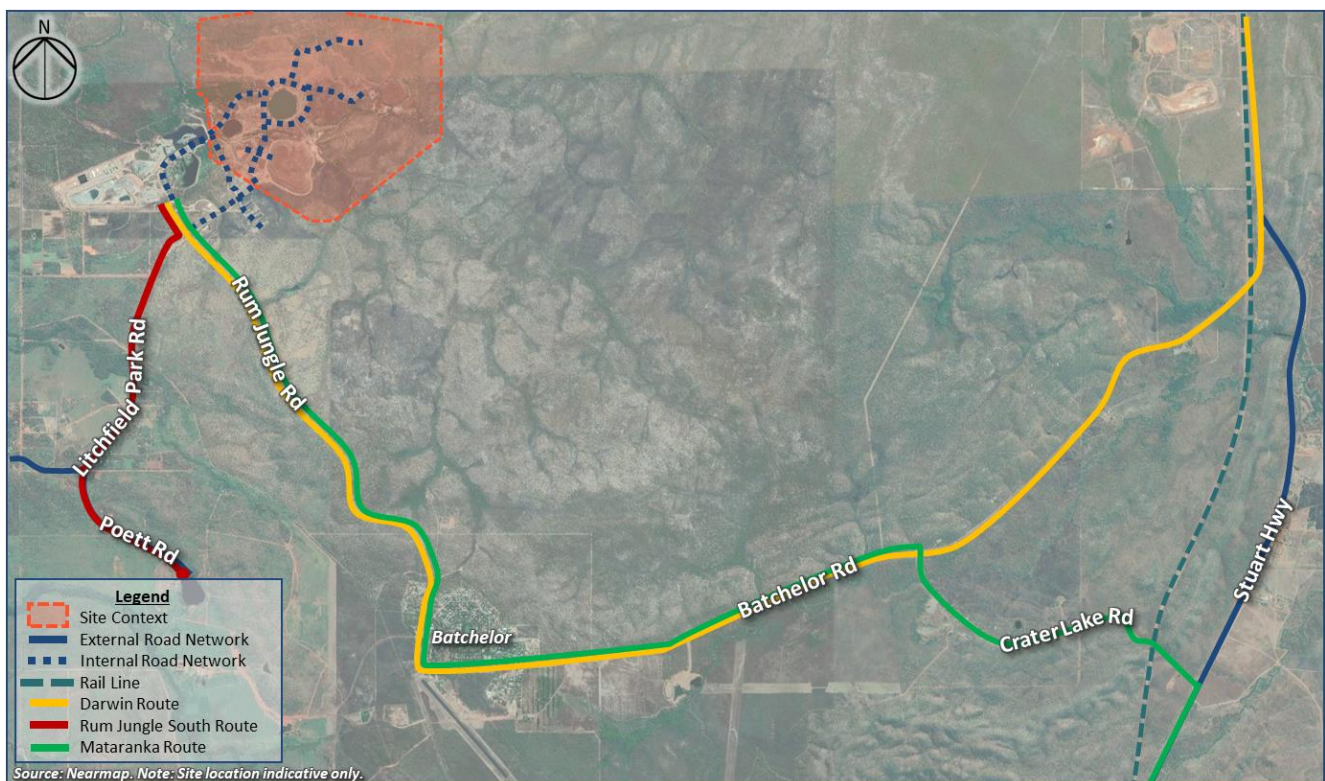 N
Rum Jungle Rd
Litchfield Park Rd
Poett Rd
Batchelor
Batchelor Rd
Crater Lake Rd
Stuart Hwy
Legend
Site Context
External Road Network
Internal Road Network
Rail Line
Darwin Route
Rum Jungle South Route
Mataranka Route
Source: Nearmap. Note: Site location indicative only.